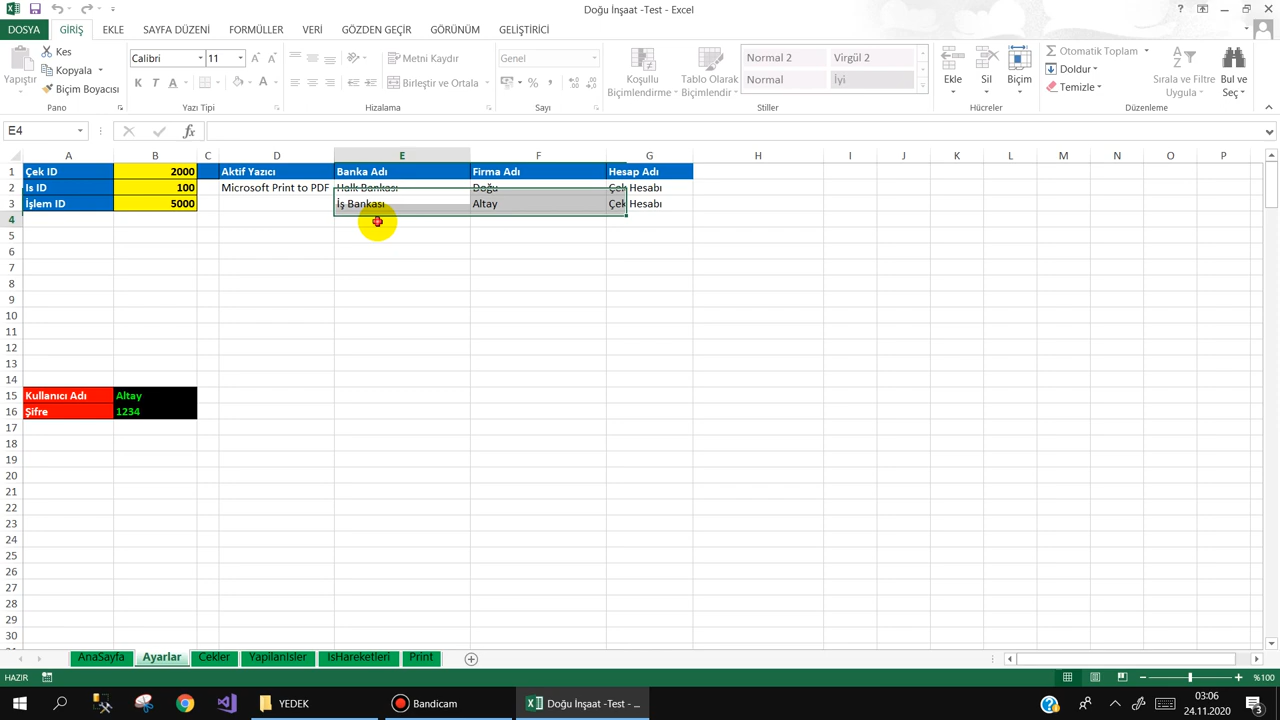 Doğu İnşaat -Test - Excel
DOSYA GİRİŞ EKLE SAYFA DÜZENİ FORMÜLLER VERİ GÖZDEN GEÇİR GÖRÜNÜM GELİŞTİRİCİ
Yapıştır
Kes
Kopyala
Biçim Boyacısı
Pano
Calibri 11
K T A
Yazı Tipi
Metni Kaydır
Birleştir ve Ortala
Hizalama
Genel
Sayı
Koşullu Biçimlendirme
Tablo Olarak Biçimlendir
Normal 2 Virgül 2
Normal İyi
Stiller
Ekle Sil Biçim
Hücreler
Otomatik Toplam
Doldur
Temizle
Sırala ve Filtre Uygula
Bul ve Seç
Düzenleme
E4
fx
A B C D E F G H I J K L M N O P
1 Çek ID 2000 Aktif Yazıcı Banka Adı Firma Adı Hesap Adı
2 Is ID 100 Microsoft Print to PDF Halk Bankası Doğu Çek Hesabı
3 İşlem ID 5000 İş Bankası Altay Çek Hesabı
4
5
6
7
8
9
10
11
12
13
14
15 Kullanıcı Adı Altay
16 Şifre 1234
17
18
19
20
21
22
23
24
25
26
27
28
29
30
AnaSayfa Ayarlar Cekler Yapilanisler IsHareketleri Print
HAZIR
%100
YEDEK
Bandicam
Doğu İnşaat -Test - ...
03:06
24.11.2020
3